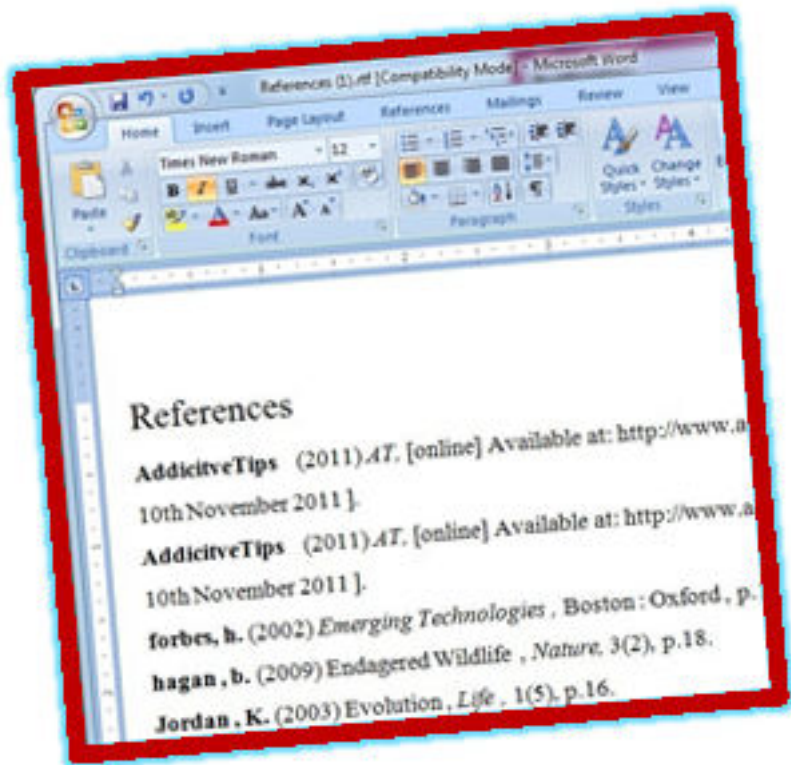 References (1).rtf [Compatibility Mode] - Microsoft Word
Home Insert Page Layout References Mailings Review View
Times New Roman 12
B I U abc x, x'
Aa A A
Paste
Quick Styles Change Styles
Clipboard Font Paragraph Styles
References
AddicitveTips (2011) AT, [online] Available at: http://www.a
10th November 2011 ].
AddicitveTips (2011) AT, [online] Available at: http://www.a
10th November 2011 ].
forbes, h. (2002) Emerging Technologies , Boston : Oxford , p.
hagan , b. (2009) Endagered Wildlife , Nature, 3(2), p.18.
Jordan , K. (2003) Evolution , Life , 1(5), p.16.